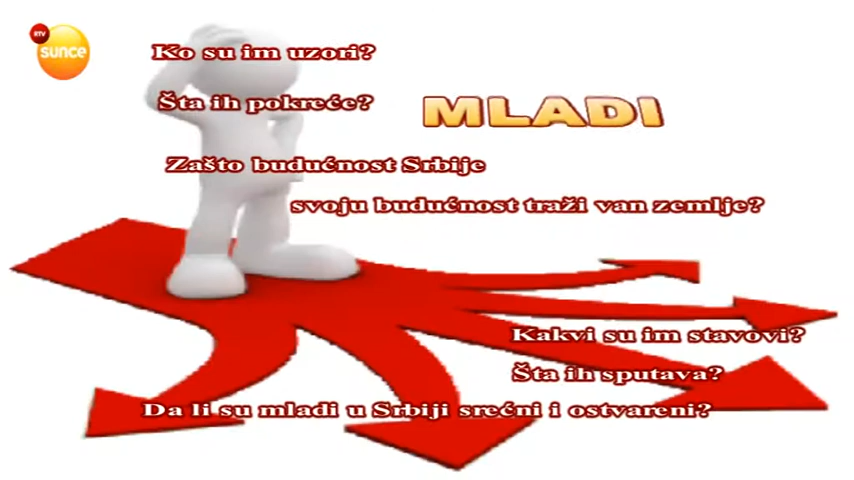 RTV
sunce
Ko su im uzori?
Šta ih pokreće?
MLADI
Zašto budućnost Srbije
svoju budućnost traži van zemlje?
Kakvi su im stavovi?
Šta ih sputava?
Da li su mladi u Srbiji srećni i ostvareni?